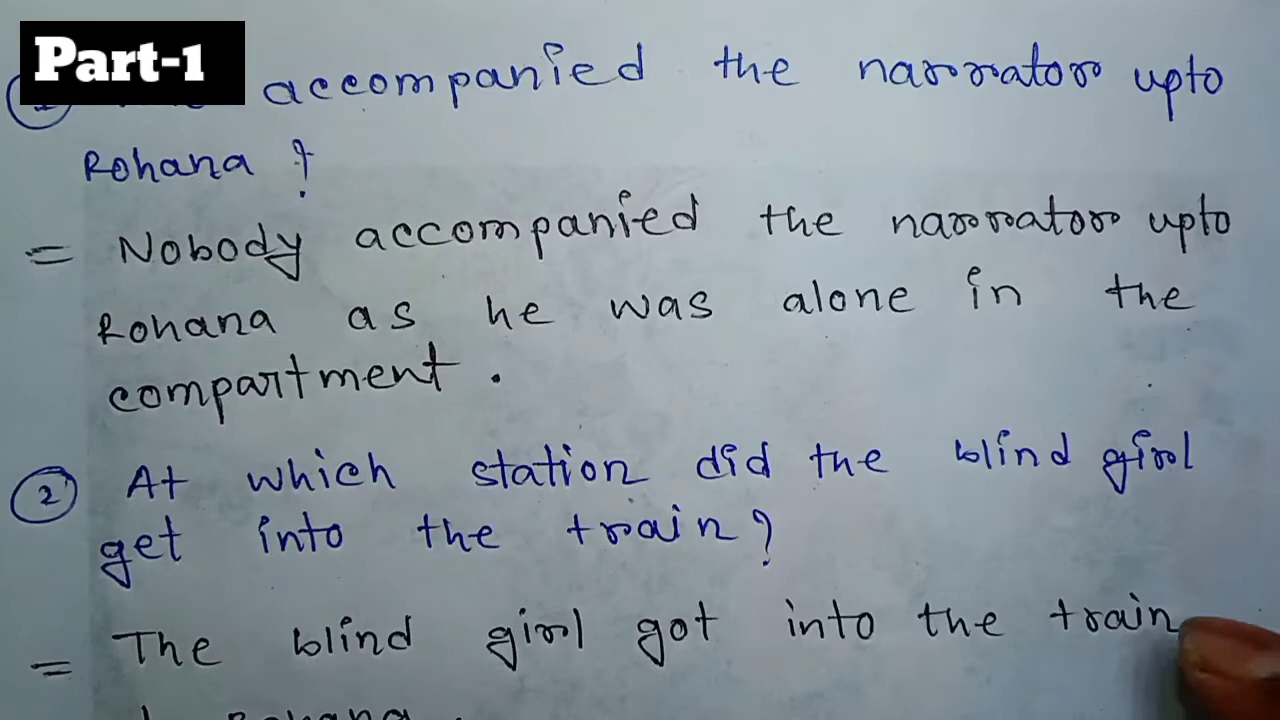 Part-1
accompanied the narrator upto
Rohana ?
= Nobody accompanied the narrator upto
Rohana as he was alone in the
compartment .
2 At which station did the blind girl
get into the train?
= The blind girl got into the train
Rohana .